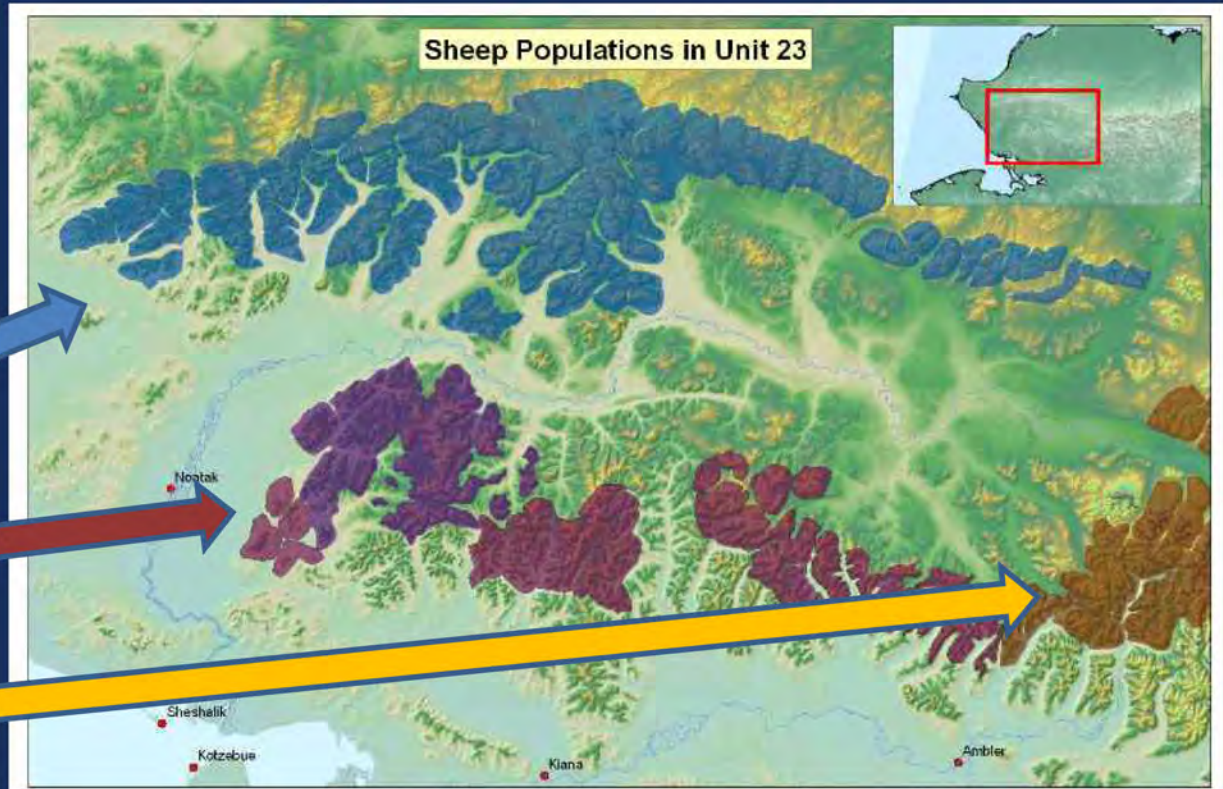 Sheep Populations in Unit 23
Noatak
Sheshalik
Kotzebue
Kiana
Ambler